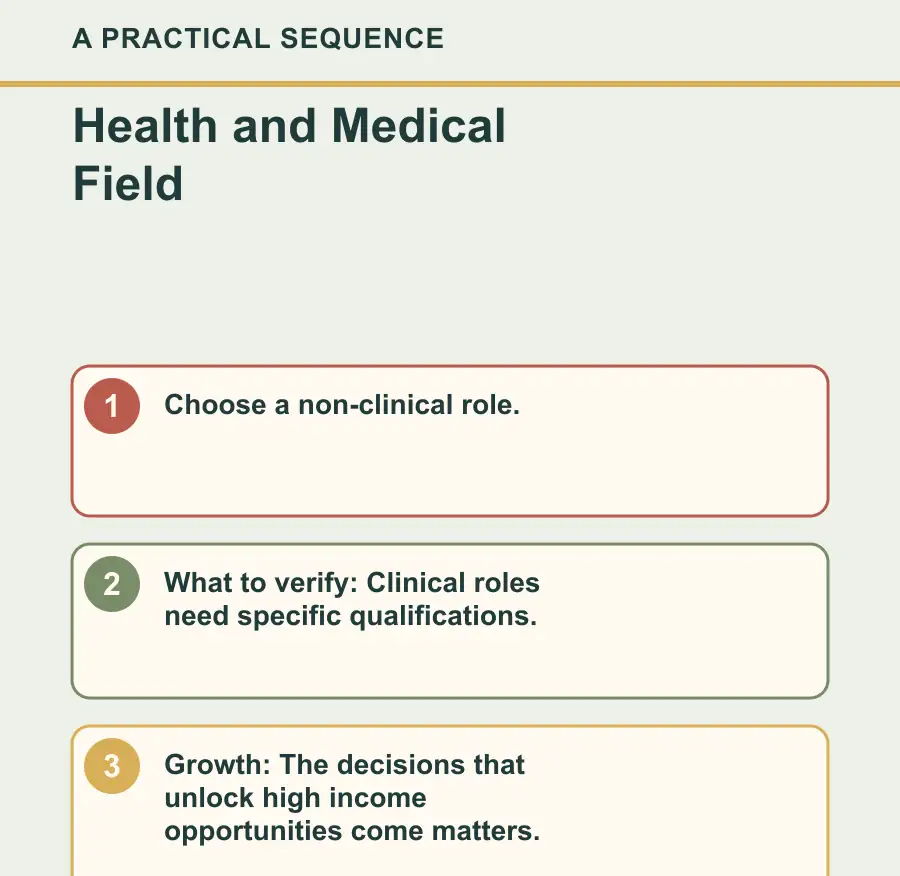 A PRACTICAL SEQUENCE
Health and Medical
Field
1
Choose a non-clinical role.
2
What to verify: Clinical roles
need specific qualifications.
3
Growth: The decisions that
unlock high income
opportunities come matters.